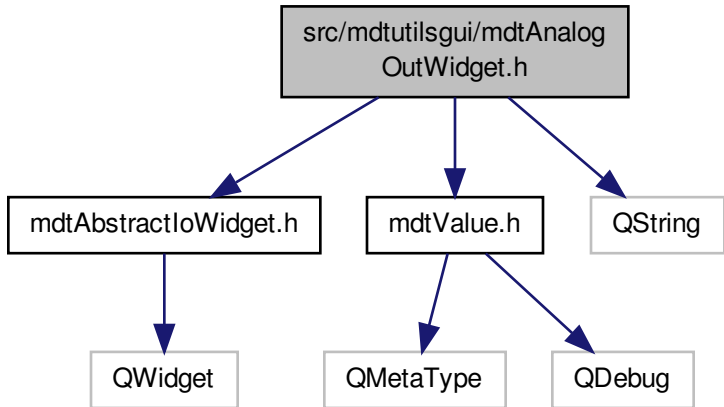 src/mdtutilsgui/mdtAnalog
OutWidget.h
mdtAbstractIoWidget.h
mdtValue.h
QString
QWidget
QMetaType
QDebug